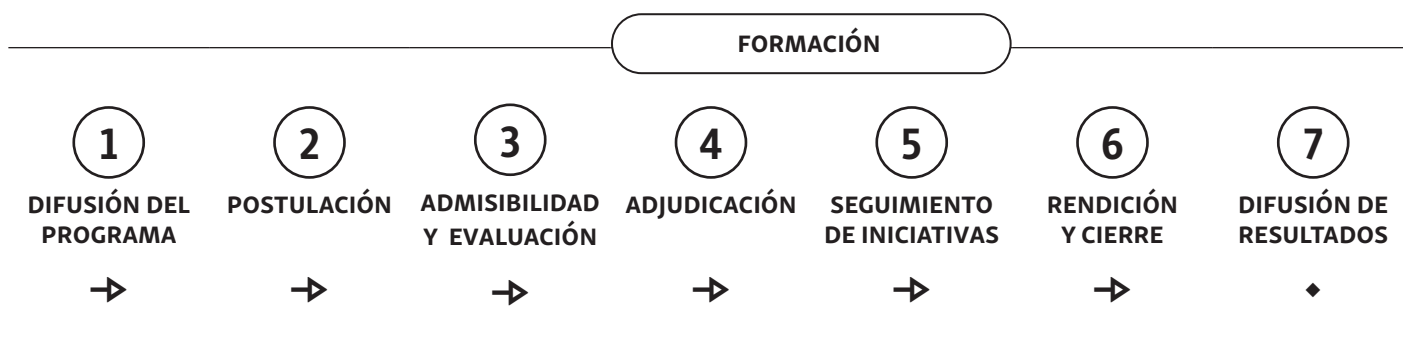 FORMACIÓN
1
DIFUSIÓN DEL
PROGRAMA
2
POSTULACIÓN
3
ADMISIBILIDAD
Y EVALUACIÓN
4
ADJUDICACIÓN
5
SEGUIMIENTO
DE INICIATIVAS
6
RENDICIÓN
Y CIERRE
7
DIFUSIÓN DE
RESULTADOS